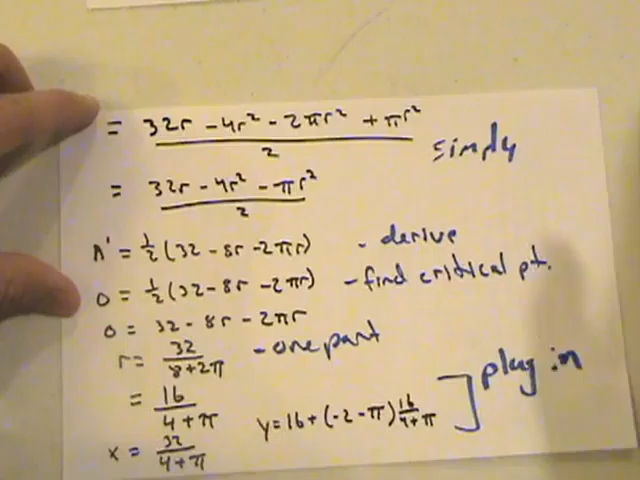 = 32r - 4r² - 2πr² + πr² / 2 simply
= 32r - 4r² - πr² / 2
A' = 1/2 (32 - 8r - 2πr) - derive
0 = 1/2 (32 - 8r - 2πr) - find critical pt.
0 = 32 - 8r - 2πr
r = 32 / 8+2π - one part
= 16 / 4+π
y = 16 + (-2 - π) 16 / 4+π ] plug in
x = 32 / 4+π